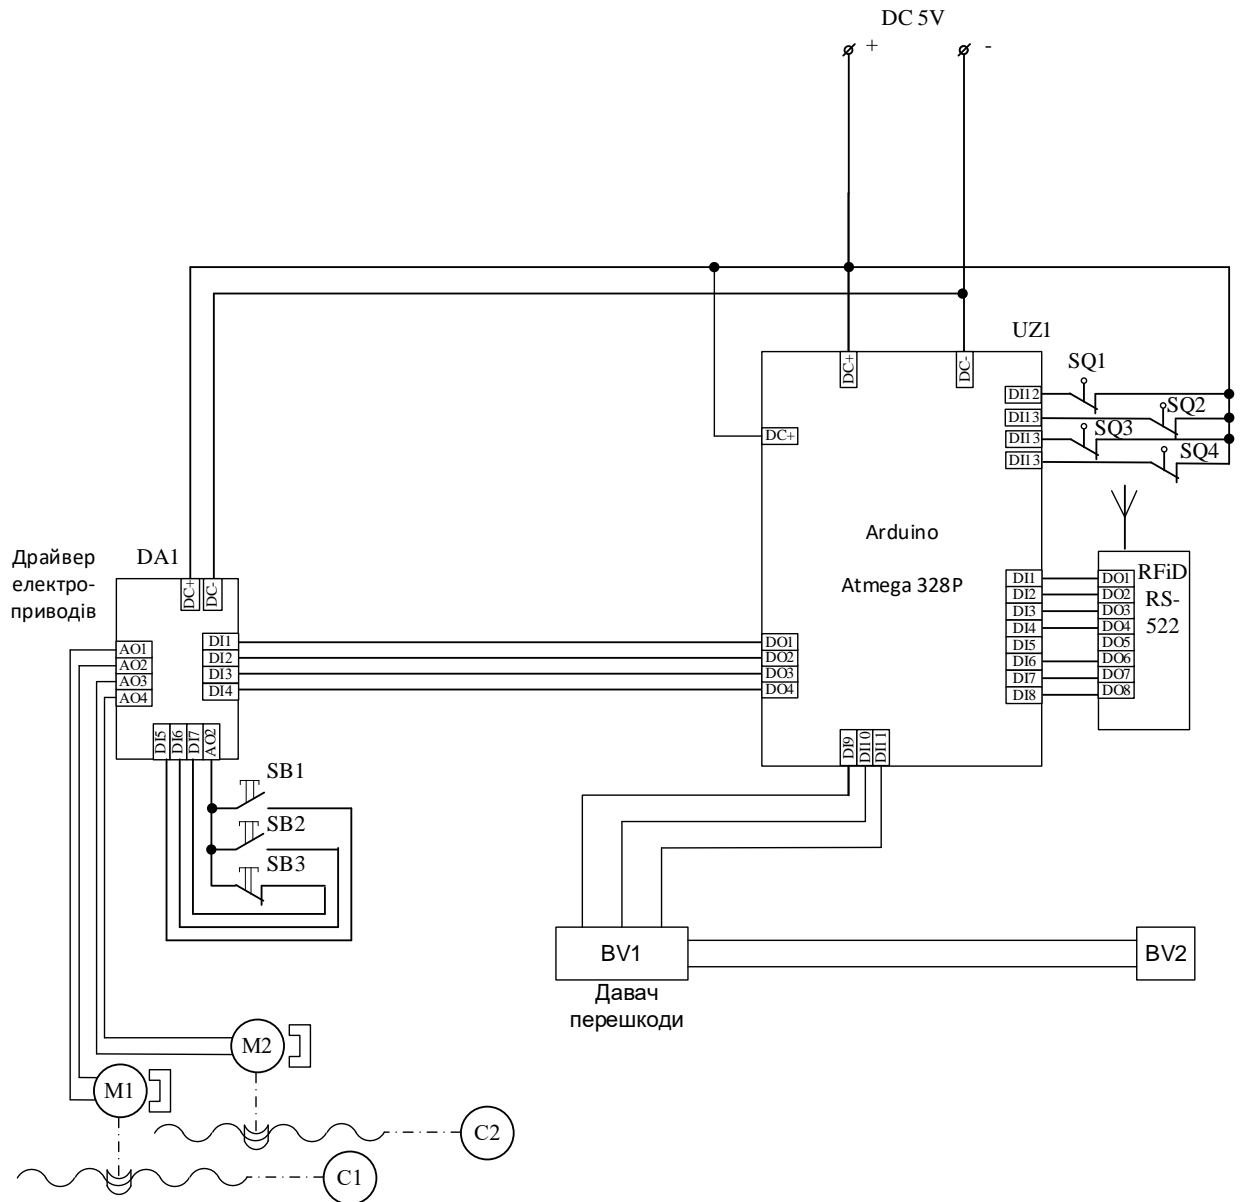 DC 5V
+
-
UZ1
DC+
DC-
SQ1
DI12
SQ2
DI13
SQ3
DI13
SQ4
DI13
DC+
Arduino
Atmega 328P
Драйвер
електро-
приводів
DA1
DC+
DC-
AO1
AO2
AO3
AO4
DI1
DI2
DI3
DI4
DI5
DI6
DI7
AO2
DO1
DO2
DO3
DO4
DI1
DI2
DI3
DI4
DI5
DI6
DI7
DI8
DO1
DO2
DO3
DO4
DO5
DO6
DO7
DO8
RFiD
RS-
522
DI9
DI10
DI11
SB1
SB2
SB3
BV1
Давач
перешкоди
BV2
M2
M1
C2
C1